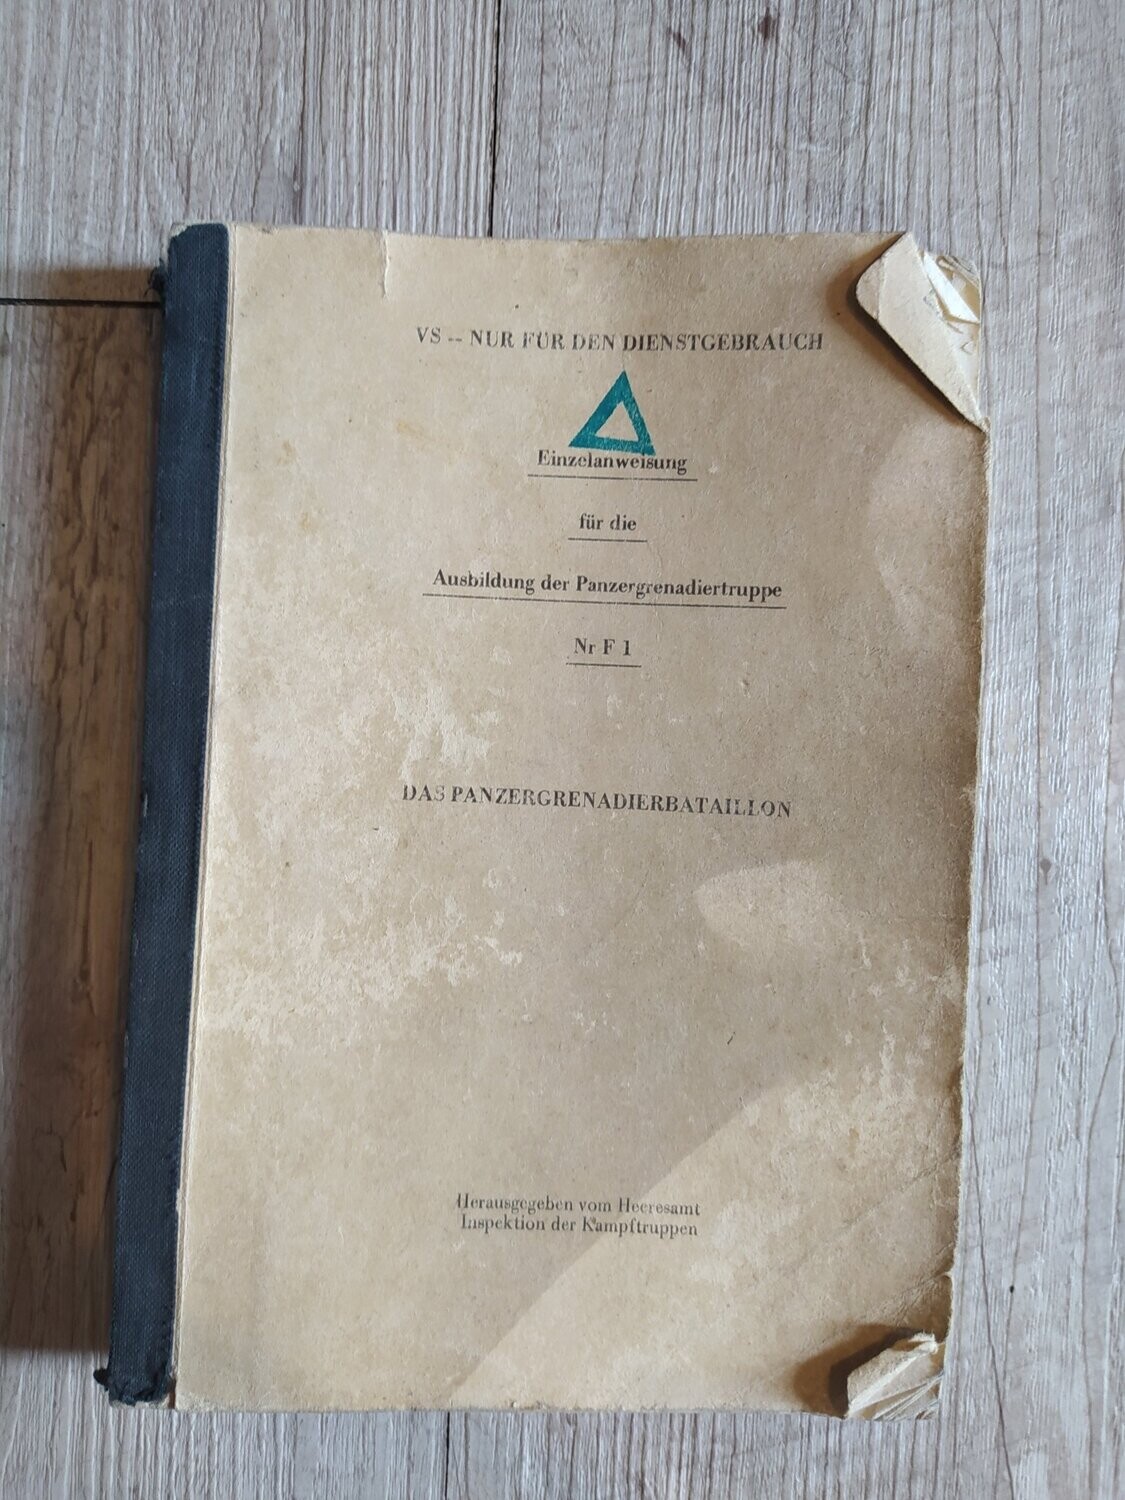 VS -- NUR FÜR DEN DIENSTGEBRAUCH
Einzelanweisung
für die
Ausbildung der Panzergrenadiertruppe
Nr F 1
DAS PANZERGRENADIERBATAILLON
Herausgegeben vom Heeresamt
Inspektion der Kampftruppen